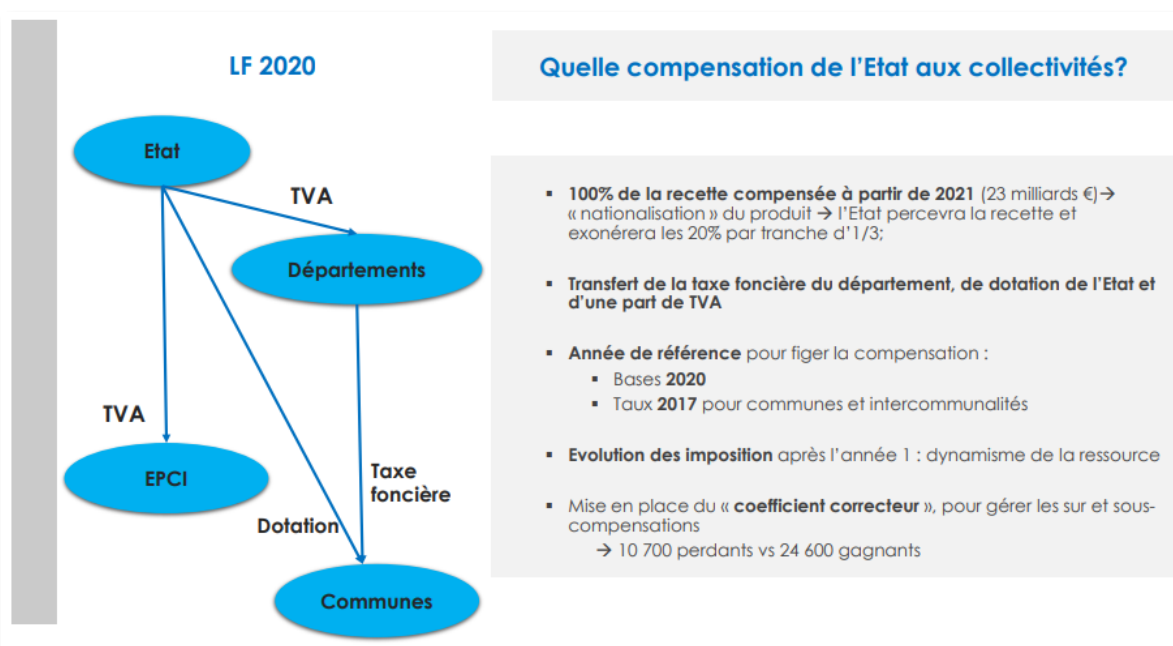 LF 2020
Etat
TVA
Départements
TVA
EPCI
Taxe
foncière
Dotation
Communes
Quelle compensation de l'Etat aux collectivités?
▪ 100% de la recette compensée à partir de 2021 (23 milliards €)→
« nationalisation » du produit → l'Etat percevra la recette et
exonérera les 20% par tranche d'1/3;
▪ Transfert de la taxe foncière du département, de dotation de l'Etat et
d'une part de TVA
▪ Année de référence pour figer la compensation :
▪ Bases 2020
▪ Taux 2017 pour communes et intercommunalités
▪ Evolution des imposition après l'année 1 : dynamisme de la ressource
▪ Mise en place du « coefficient correcteur », pour gérer les sur et sous-
compensations
→ 10 700 perdants vs 24 600 gagnants